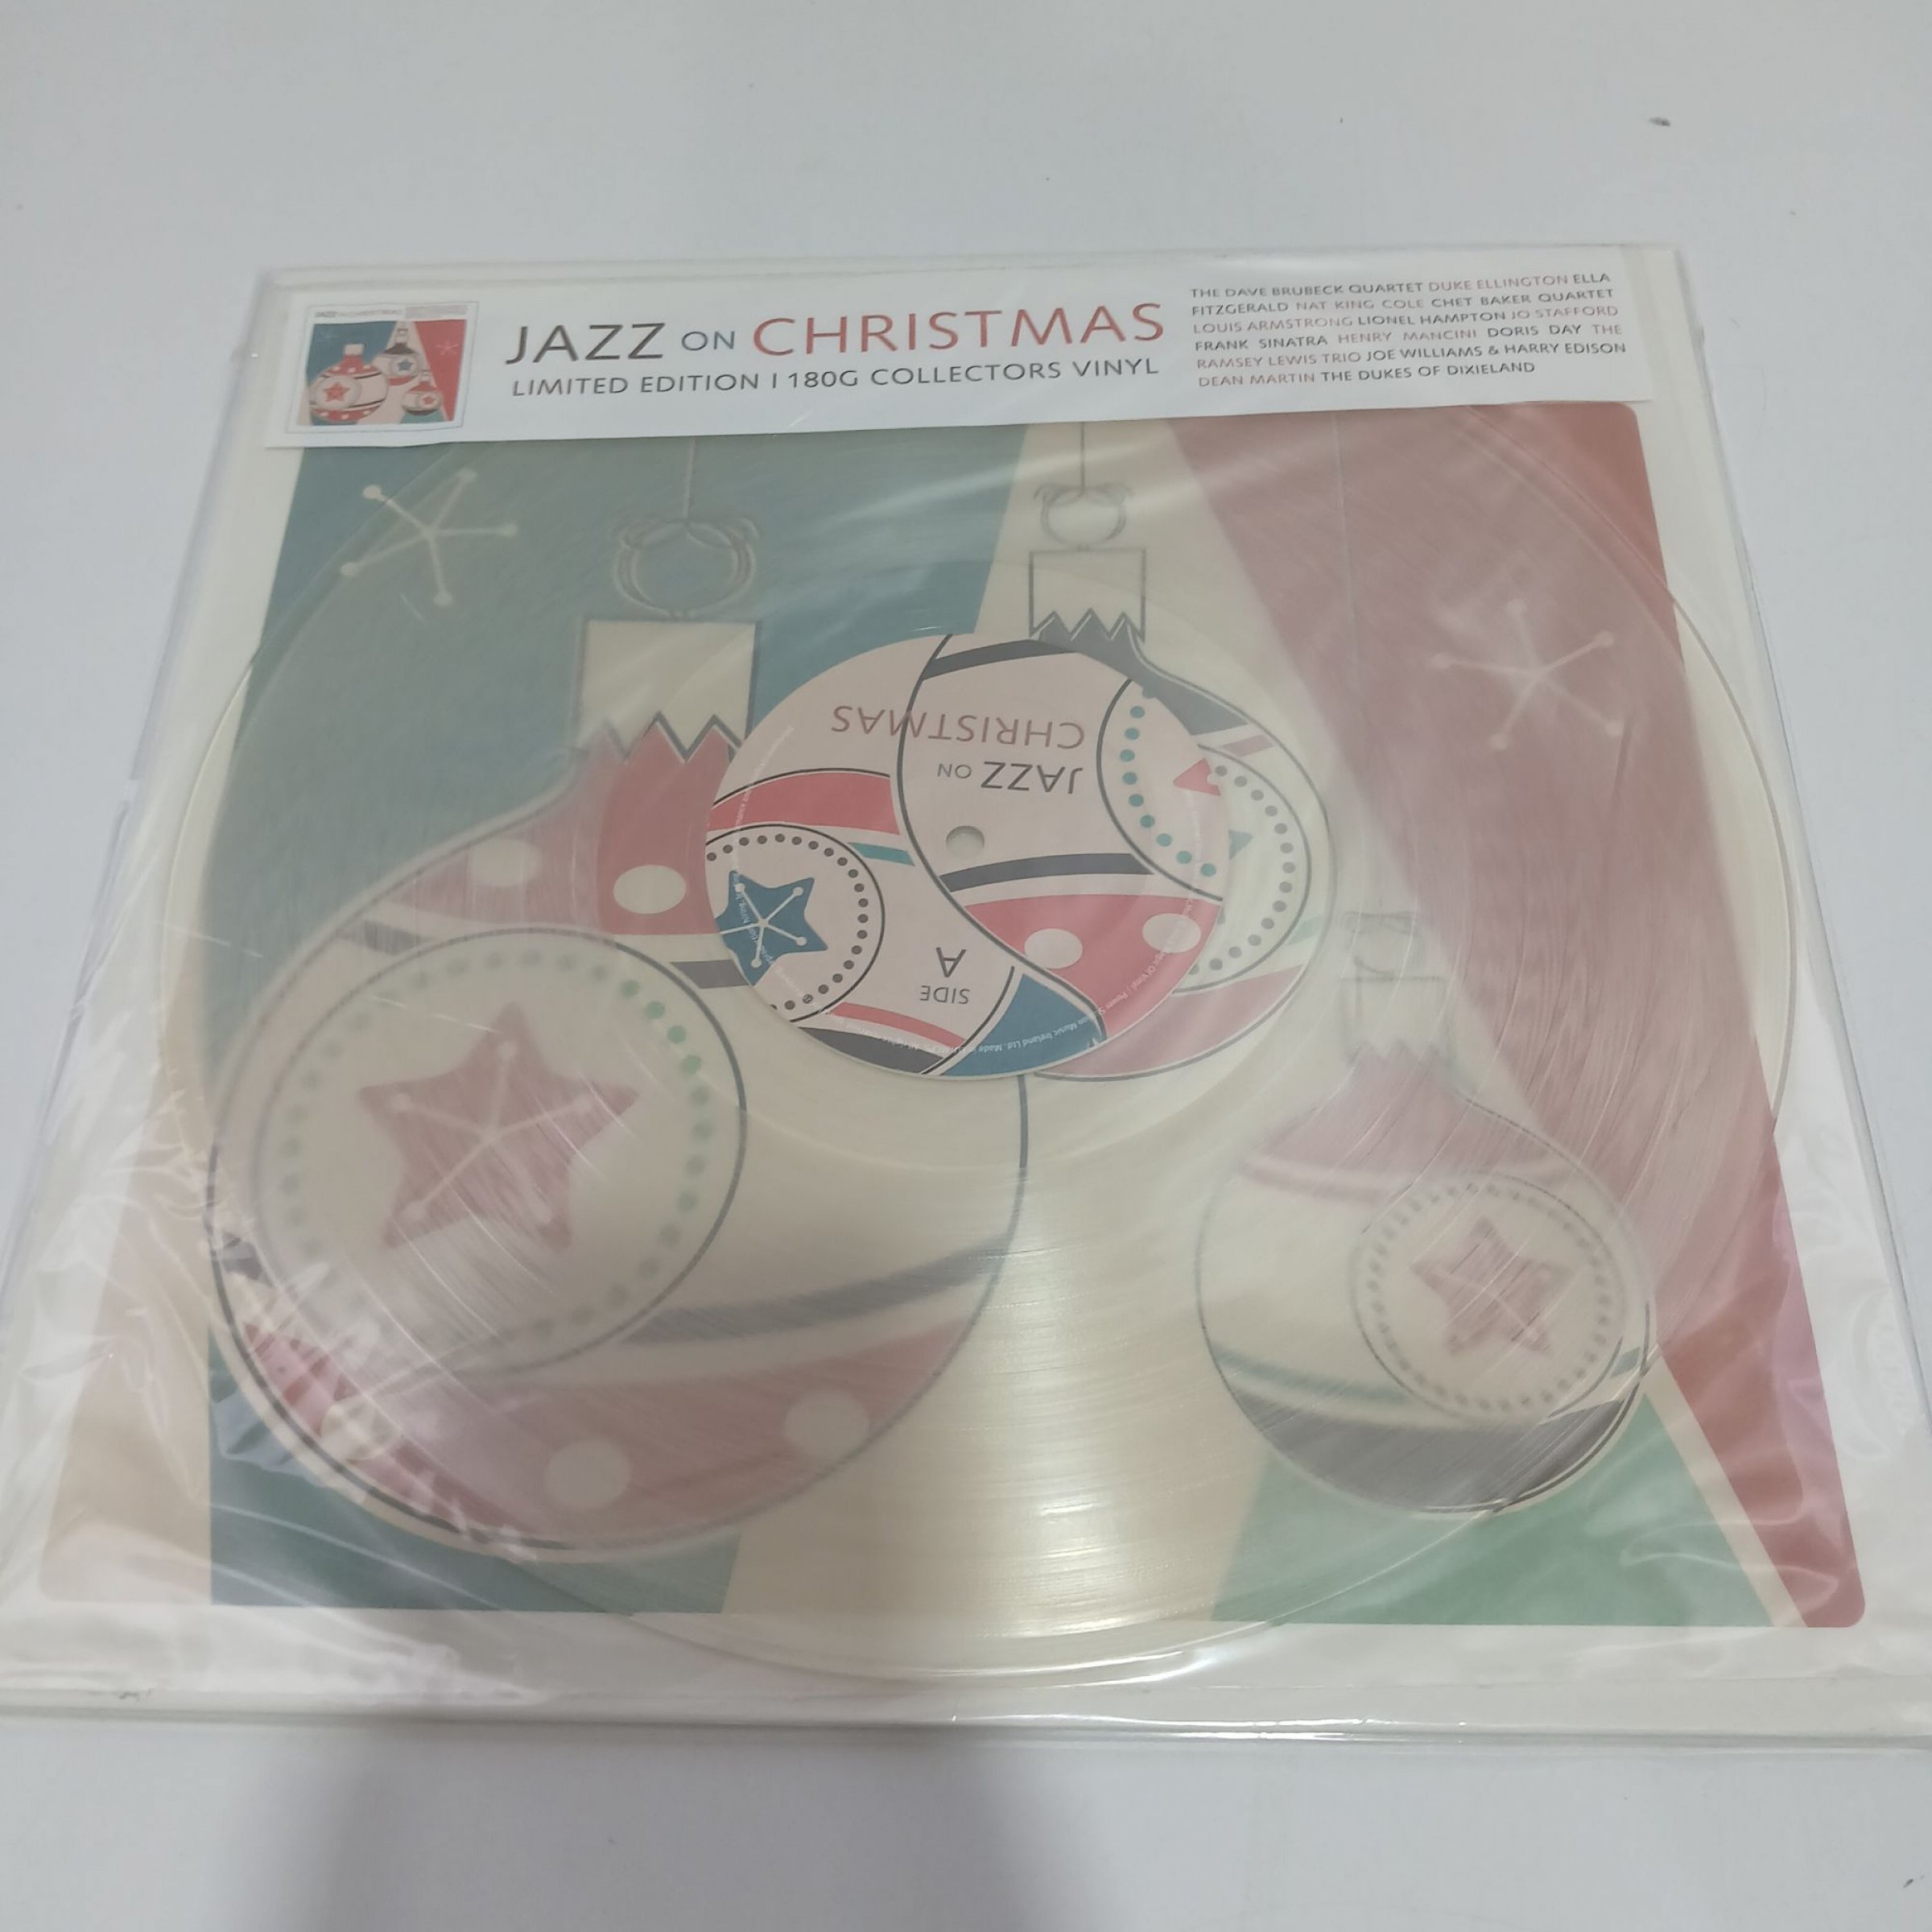 JAZZ ON CHRISTMAS
LIMITED EDITION | 180G COLLECTORS VINYL
THE DAVE BRUBECK QUARTET DUKE ELLINGTON ELLA
FITZGERALD NAT KING COLE CHET BAKER QUARTET
LOUIS ARMSTRONG LIONEL HAMPTON JO STAFFORD
FRANK SINATRA HENRY MANCINI DORIS DAY THE
RAMSEY LEWIS TRIO JOE WILLIAMS & HARRY EDISON
DEAN MARTIN THE DUKES OF DIXIELAND
SIDE
A
JAZZ ON
CHRISTMAS